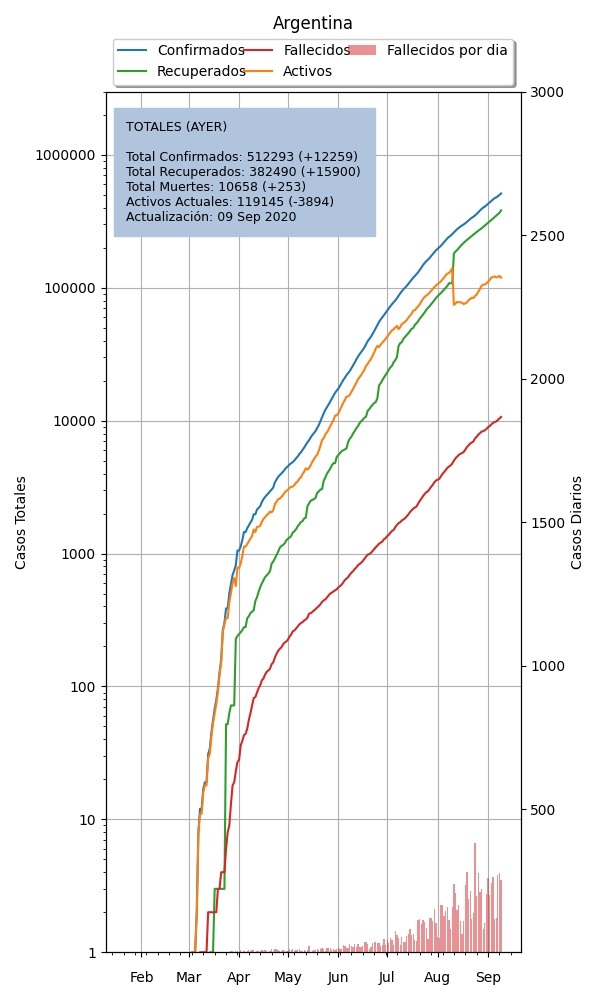 Argentina
Confirmados Fallecidos Fallecidos por dia
Recuperados Activos
TOTALES (AYER)
Total Confirmados: 512293 (+12259)
Total Recuperados: 382490 (+15900)
Total Muertes: 10658 (+253)
Activos Actuales: 119145 (-3894)
Actualización: 09 Sep 2020
Casos Totales
1000000
100000
10000
1000
100
10
1
Casos Diarios
3000
2500
2000
1500
1000
500
Feb Mar Apr May Jun Jul Aug Sep